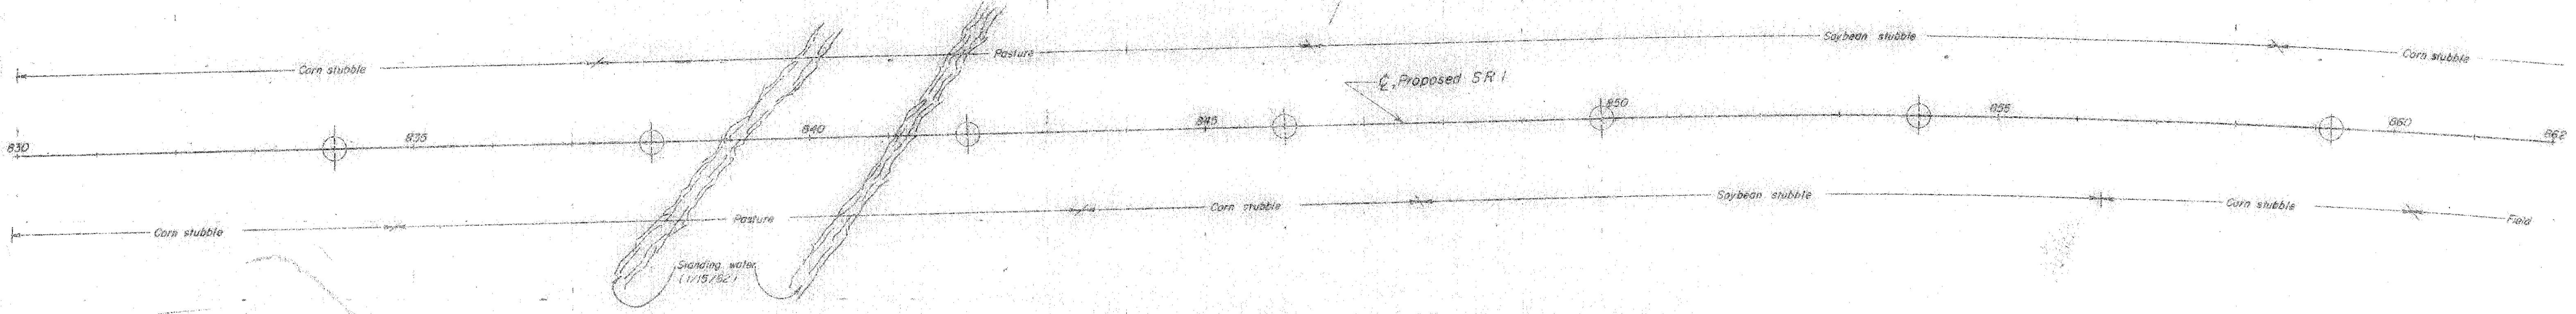 Corn stubble
Pasture
Soybean stubble
Corn stubble
℄, Proposed SR 1
830
835
840
845
850
855
860
862
Corn stubble
Pasture
Corn stubble
Soybean stubble
Corn stubble
Field
Standing water
(1/15/82)